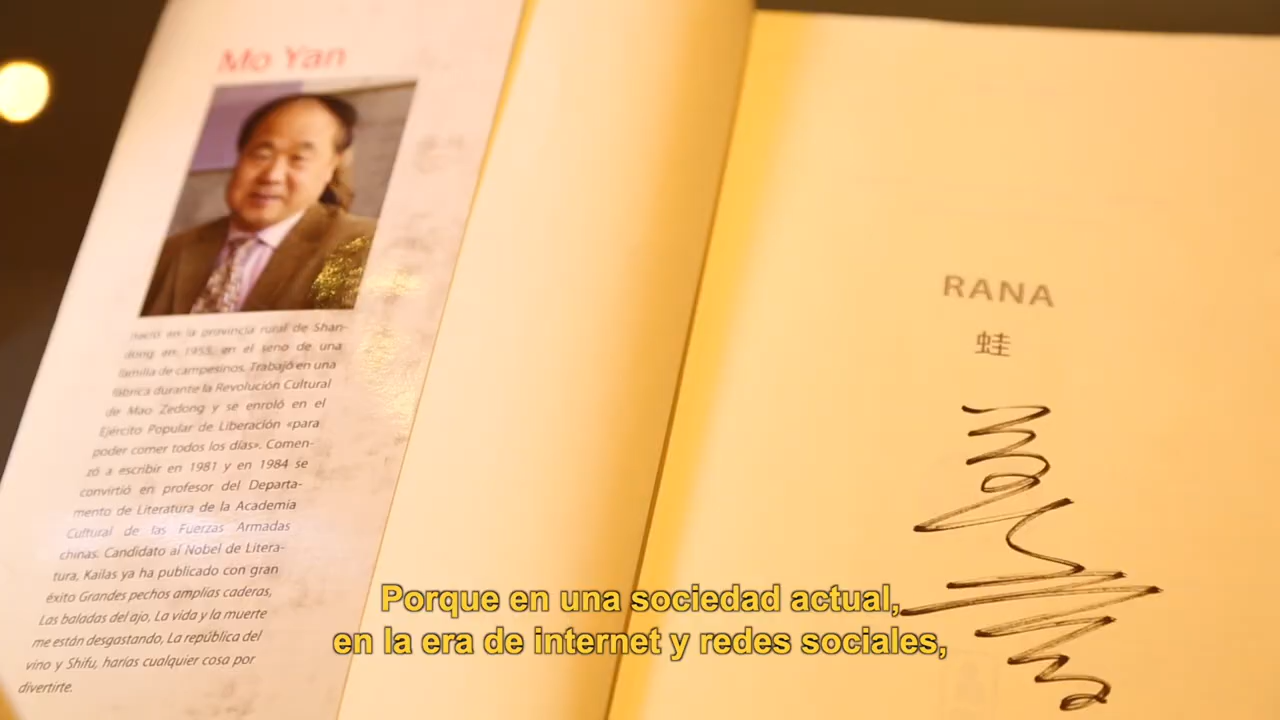 Mo Yan
nació en la provincia rural de Shan-
dong en 1955, en el seno de una
familia de campesinos. Trabajó en una
fábrica durante la Revolución Cultural
de Mao Zedong y se enroló en el
Ejército Popular de Liberación «para
poder comer todos los días». Comen-
zó a escribir en 1981 y en 1984 se
convirtió en profesor del Departa-
mento de Literatura de la Academia
Cultural de las Fuerzas Armadas
chinas. Candidato al Nobel de Litera-
tura, Kailas ya ha publicado con gran
éxito Grandes pechos amplias caderas,
Las baladas del ajo, La vida y la muerte
me están desgastando, La república del
vino y Shifu, harías cualquier cosa por
divertirte.
RANA
蛙
Porque en una sociedad actual,
en la era de internet y redes sociales,